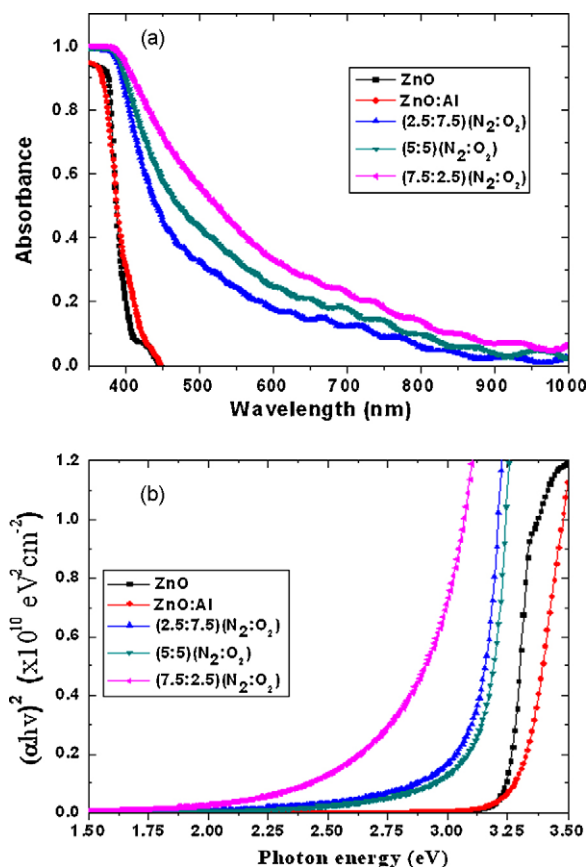 (a)
1.0
0.8
0.6
0.4
0.2
0.0
Absorbance
ZnO
ZnO:Al
(2.5:7.5)(N₂:O₂)
(5:5)(N₂:O₂)
(7.5:2.5)(N₂:O₂)
400 500 600 700 800 900 1000
Wavelength (nm)
(b)
1.2
1.0
0.8
0.6
0.4
0.2
0.0
(αhν)² (x10¹⁰ eV²cm⁻²)
ZnO
ZnO:Al
(2.5:7.5)(N₂:O₂)
(5:5)(N₂:O₂)
(7.5:2.5)(N₂:O₂)
1.50 1.75 2.00 2.25 2.50 2.75 3.00 3.25 3.50
Photon energy (eV)